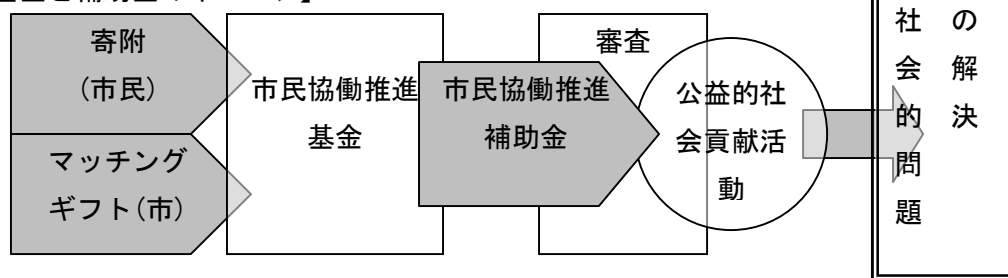 寄附
(市民)
マッチング
ギフト(市)
市民協働推進
基金
市民協働推進
補助金
審査
公益的社
会貢献活
動
社会的問題
の解決